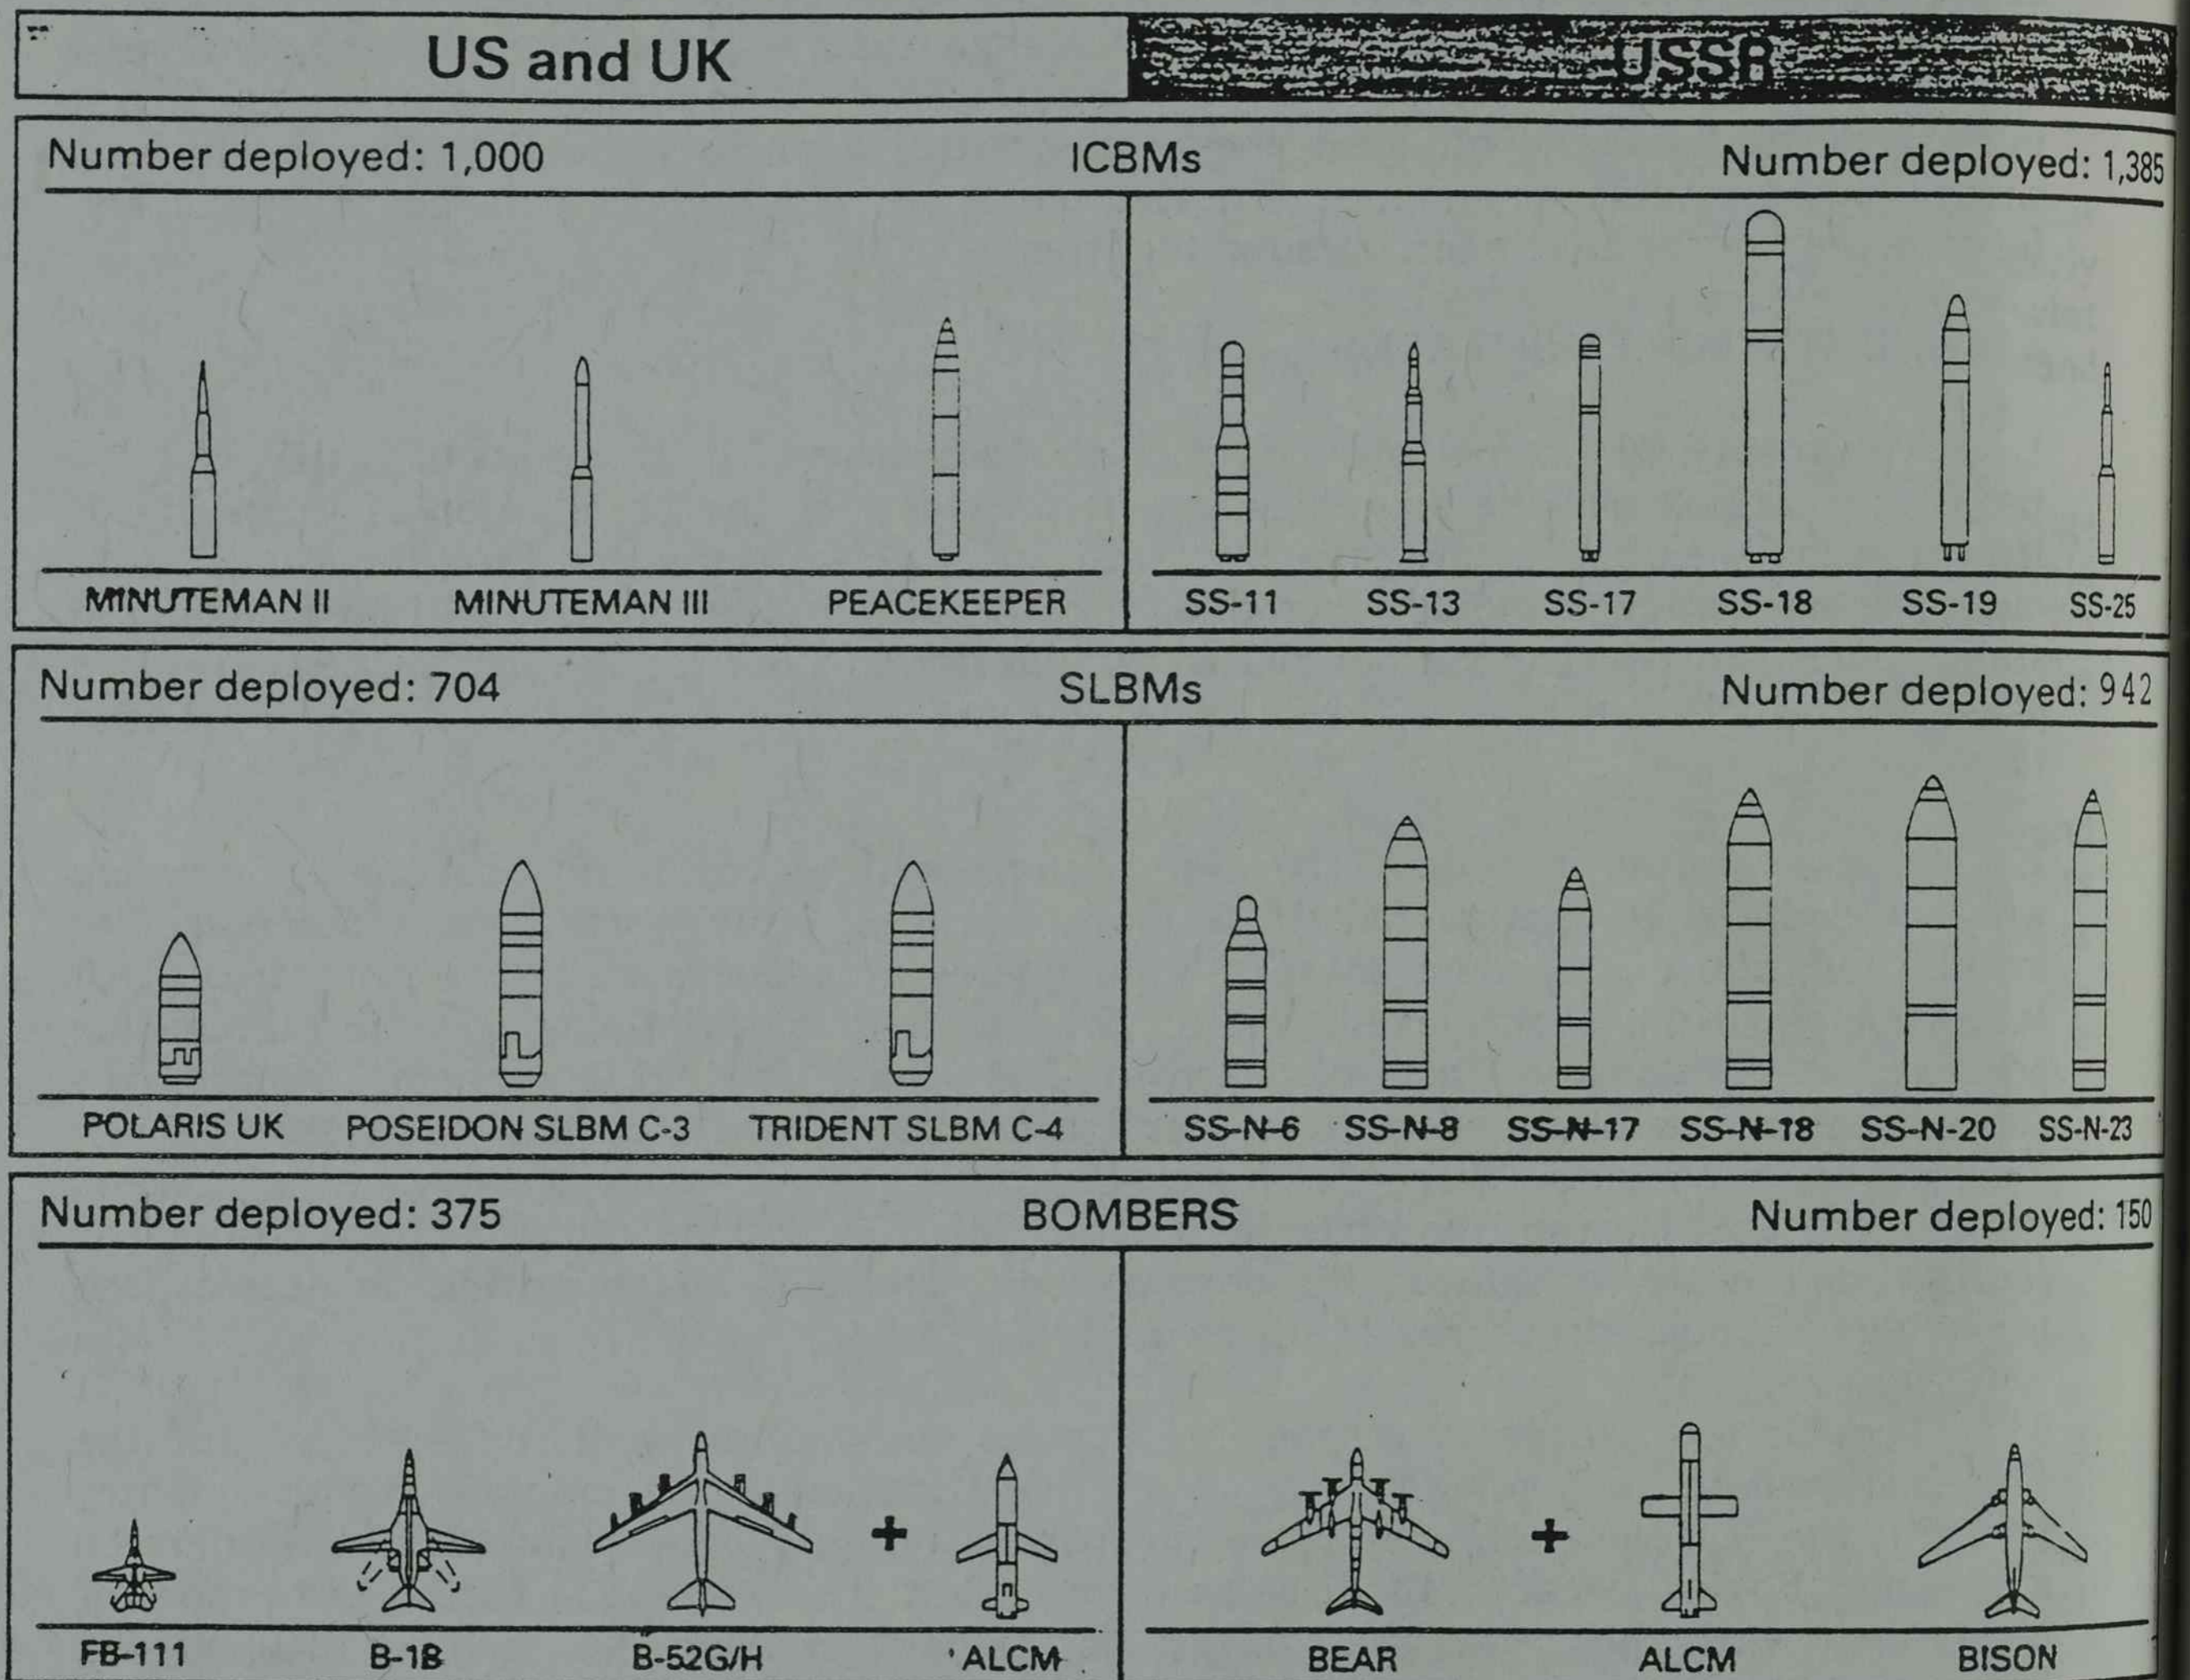 US and UK USSR
Number deployed: 1,000 ICBMs Number deployed: 1,385
MINUTEMAN II MINUTEMAN III PEACEKEEPER SS-11 SS-13 SS-17 SS-18 SS-19 SS-25
Number deployed: 704 SLBMs Number deployed: 942
POLARIS UK POSEIDON SLBM C-3 TRIDENT SLBM C-4 SS-N-6 SS-N-8 SS-N-17 SS-N-18 SS-N-20 SS-N-23
Number deployed: 375 BOMBERS Number deployed: 150
+ +
FB-111 B-1B B-52G/H ALCM BEAR ALCM BISON